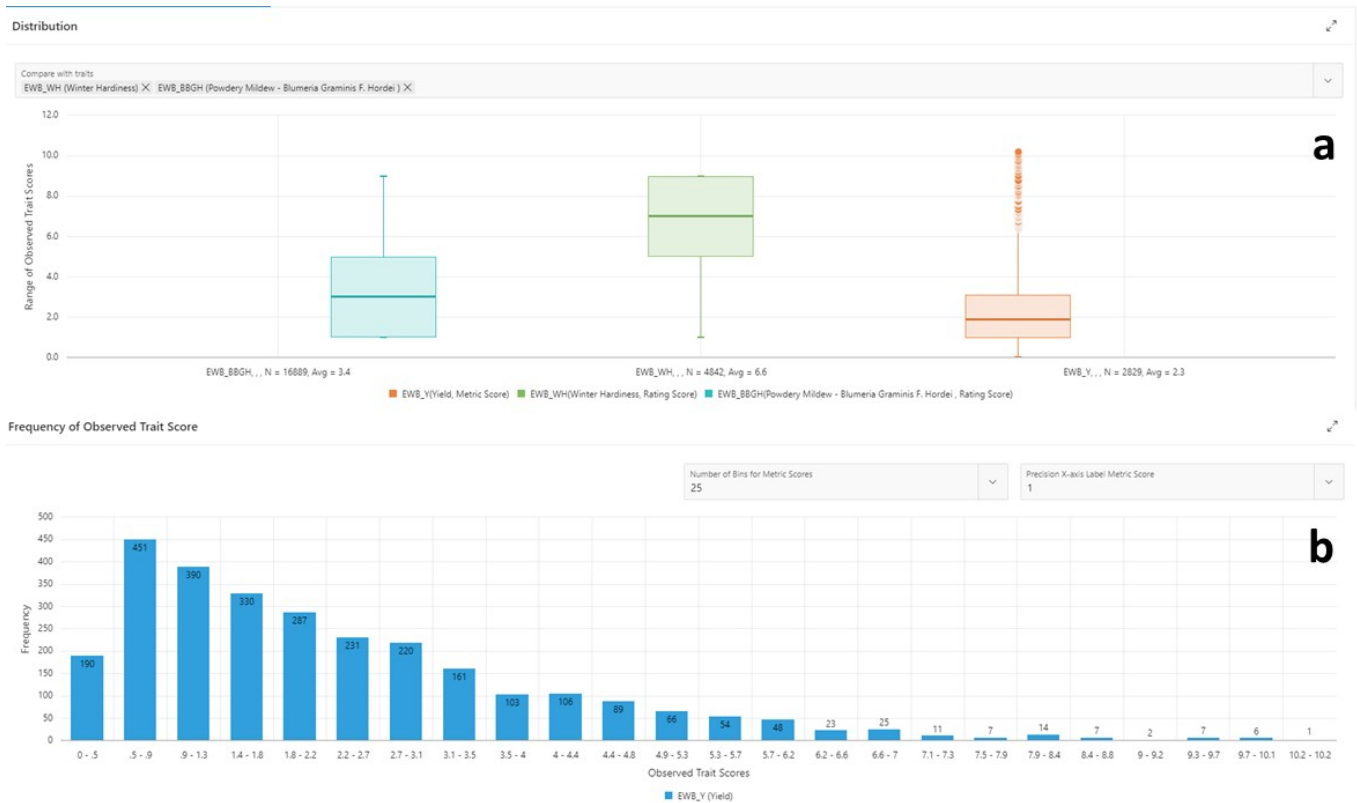 Distribution
Compare with traits
EWB_WH (Winter Hardiness) X EWB_BBGH (Powdery Mildew - Blumeria Graminis F. Hordei ) X
a
12.0
10.0
8.0
6.0
4.0
2.0
0.0
Range of Observed Trait Scores
EWB_BBGH, , , N = 16889, Avg = 3.4 EWB_WH, , , N = 4842, Avg = 6.6 EWB_Y, , , N = 2829, Avg = 2.3
EWB_Y(Yield, Metric Score) EWB_WH(Winter Hardiness, Rating Score) EWB_BBGH(Powdery Mildew - Blumeria Graminis F. Hordei , Rating Score)
Frequency of Observed Trait Score
Number of Bins for Metric Scores
25
Precision X-axis Label Metric Score
1
b
500
450
400
350
300
250
200
150
100
50
0
Frequency
190 451 390 330 287 231 220 161 103 106 89 66 54 48 23 25 11 7 14 7 2 7 6 1
0 - .5 .5 - .9 .9 - 1.3 1.4 - 1.8 1.8 - 2.2 2.2 - 2.7 2.7 - 3.1 3.1 - 3.5 3.5 - 4 4 - 4.4 4.4 - 4.8 4.9 - 5.3 5.3 - 5.7 5.7 - 6.2 6.2 - 6.6 6.6 - 7 7.1 - 7.3 7.5 - 7.9 7.9 - 8.4 8.4 - 8.8 9 - 9.2 9.3 - 9.7 9.7 - 10.1 10.2 - 10.2
Observed Trait Scores
EWB_Y (Yield)